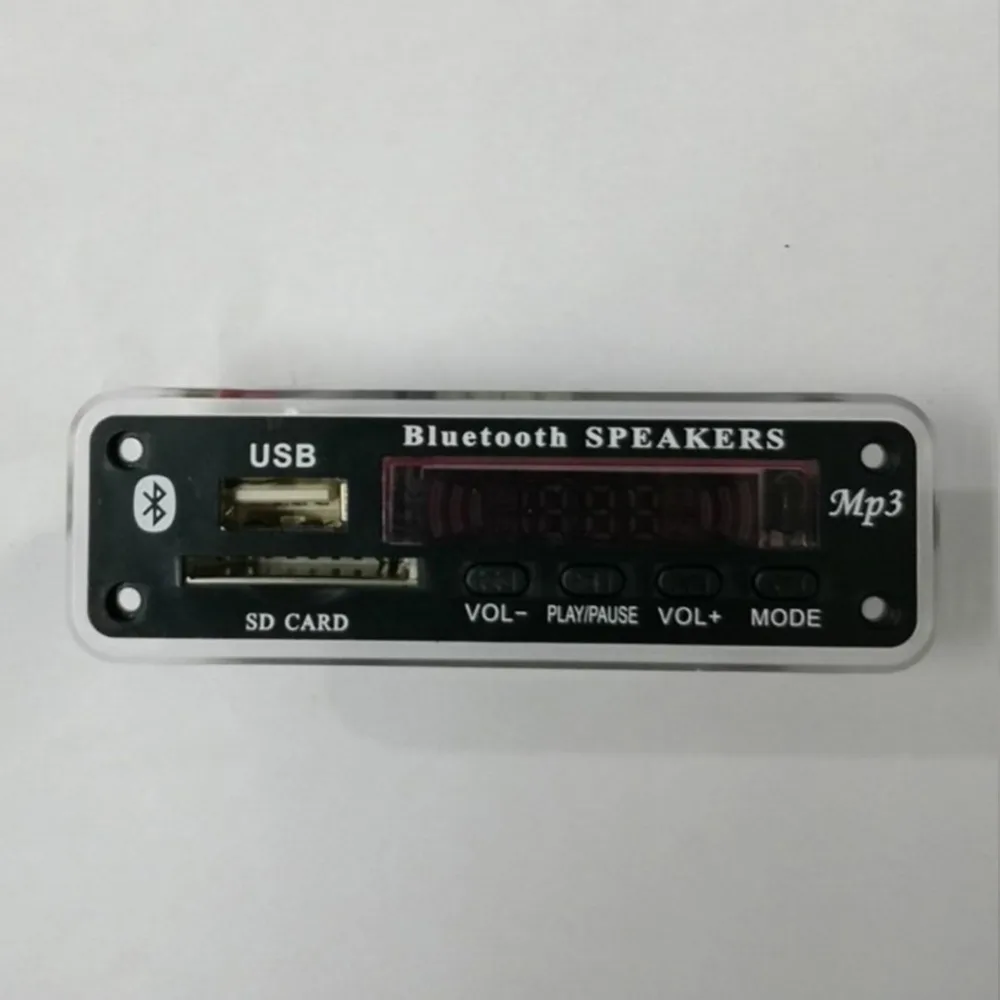 Bluetooth SPEAKERS
USB
Mp3
SD CARD
VOL-
PLAY/PAUSE
VOL+
MODE